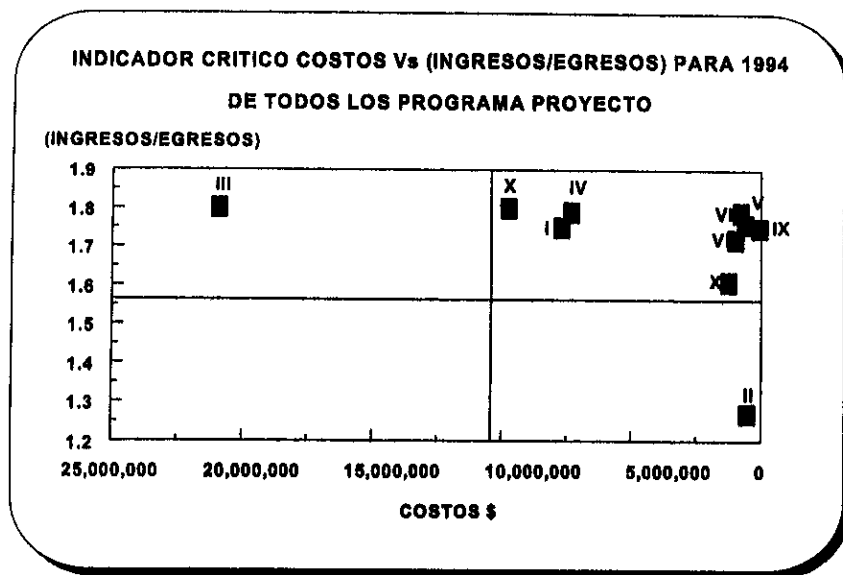 INDICADOR CRITICO COSTOS Vs (INGRESOS/EGRESOS) PARA 1994
DE TODOS LOS PROGRAMA PROYECTO
(INGRESOS/EGRESOS)
1.9
III
X
IV
V
1.8
VI
I
IX
1.7
V
1.6
X
1.5
1.4
II
1.3
1.2
25,000,000 20,000,000 15,000,000 10,000,000 5,000,000 0
COSTOS $